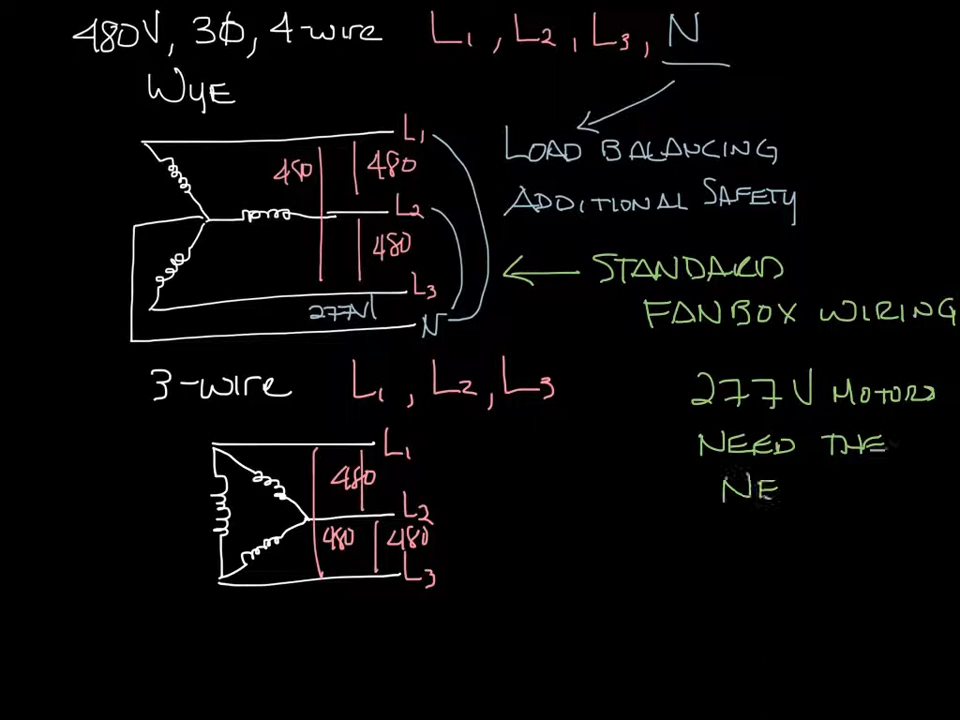 480V, 3Ø, 4-wire L1, L2, L3, N
WYE
L1
480
480
LOAD BALANCING
ADDITIONAL SAFETY
L2
480
STANDARD
FANBOX WIRING
L3
277V
N
3-wire L1, L2, L3
277V MOTORS
NEED THE
NE
L1
480
L2
480
480
L3